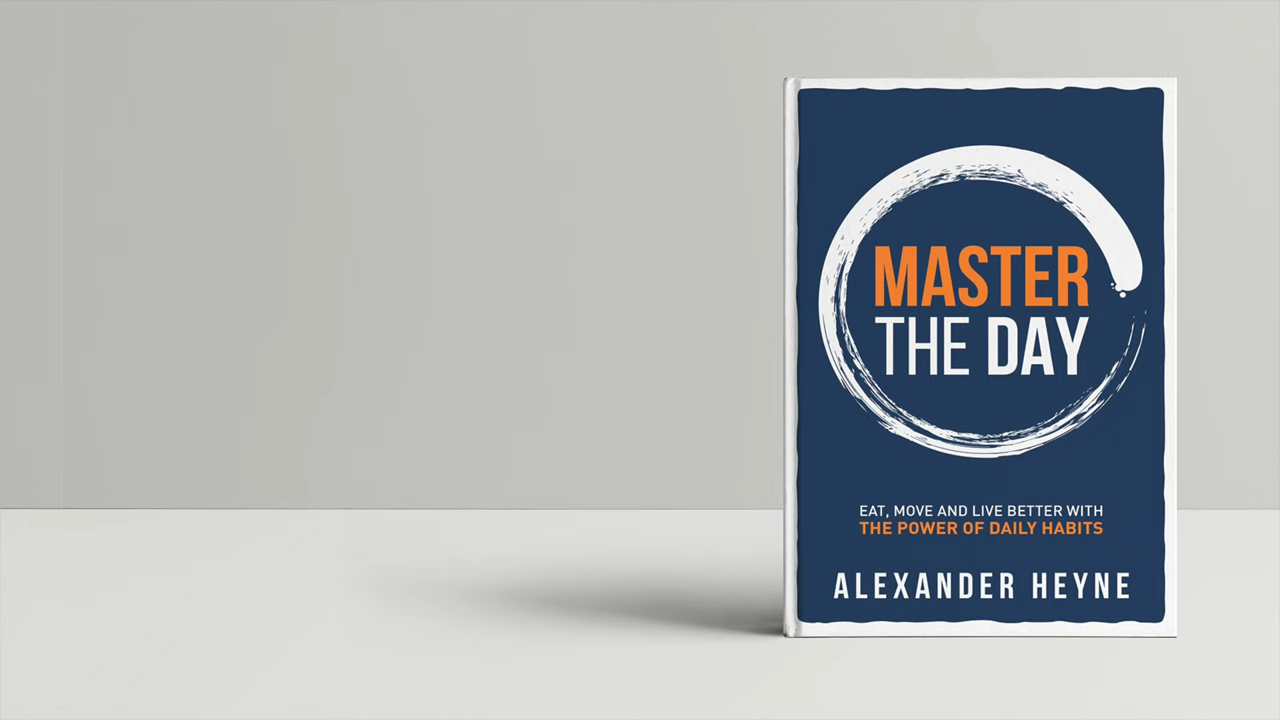 MASTER
THE DAY
EAT, MOVE AND LIVE BETTER WITH
THE POWER OF DAILY HABITS
ALEXANDER HEYNE